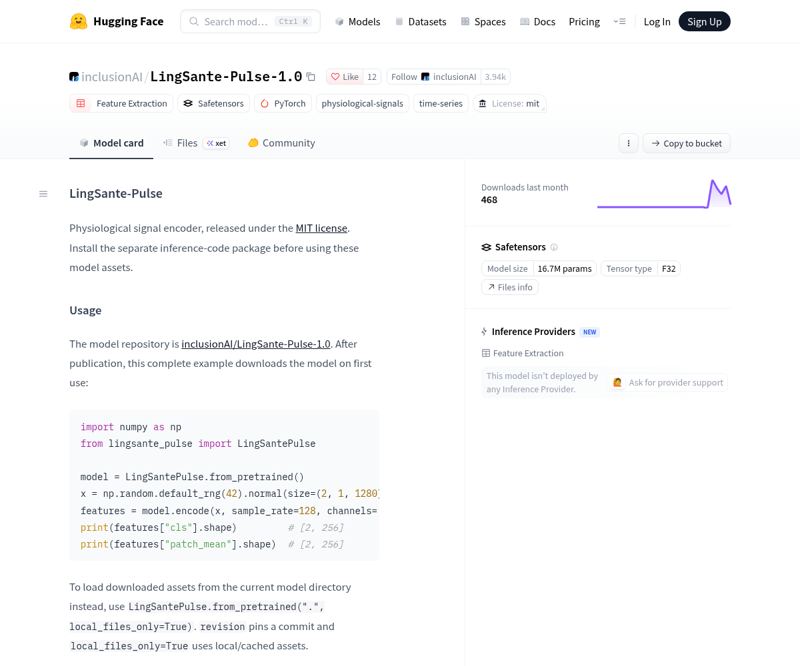 Hugging Face
Search mod... Ctrl K
Models
Datasets
Spaces
Docs
Pricing
Log In
Sign Up
inclusionAI/LingSante-Pulse-1.0
Like 12
Follow inclusionAI 3.94k
Feature Extraction
Safetensors
PyTorch
physiological-signals
time-series
License: mit
Model card
Files xet
Community
Copy to bucket
LingSante-Pulse
Physiological signal encoder, released under the MIT license.
Install the separate inference-code package before using these
model assets.
Usage
The model repository is inclusionAI/LingSante-Pulse-1.0. After
publication, this complete example downloads the model on first
use:
import numpy as np
from lingsante_pulse import LingSantePulse
model = LingSantePulse.from_pretrained()
x = np.random.default_rng(42).normal(size=(2, 1, 1280)
features = model.encode(x, sample_rate=128, channels=
print(features["cls"].shape) # [2, 256]
print(features["patch_mean"].shape) # [2, 256]
To load downloaded assets from the current model directory
instead, use LingSantePulse.from_pretrained(".",
local_files_only=True). revision pins a commit and
local_files_only=True uses local/cached assets.
Downloads last month
468
Safetensors
Model size 16.7M params
Tensor type F32
Files info
Inference Providers NEW
Feature Extraction
This model isn't deployed by
any Inference Provider.
Ask for provider support